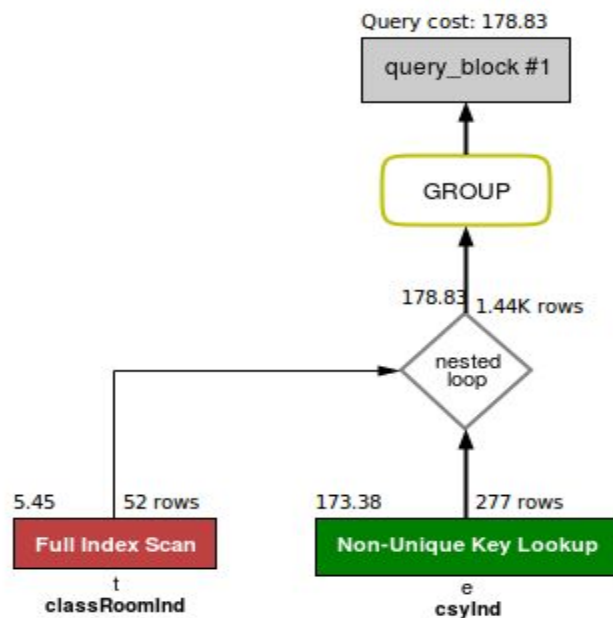 Query cost: 178.83
query_block #1
GROUP
178.83
1.44K rows
nested
loop
5.45
52 rows
173.38
277 rows
Full Index Scan
Non-Unique Key Lookup
t
e
classRoomInd
csyInd